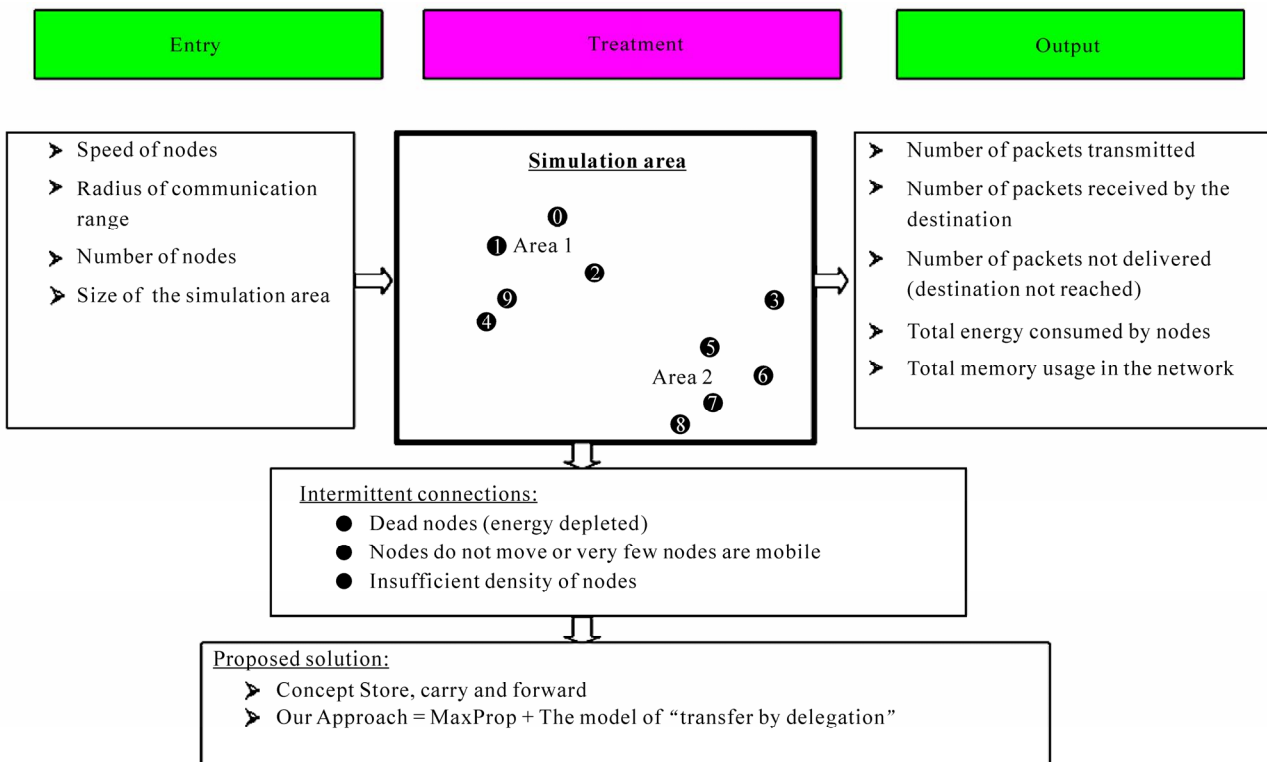 Entry
Treatment
Output
➢ Speed of nodes
➢ Radius of communication
range
➢ Number of nodes
➢ Size of the simulation area
Simulation area
0
1 Area 1
2
9
4
3
5
Area 2
6
7
8
➢ Number of packets transmitted
➢ Number of packets received by the
destination
➢ Number of packets not delivered
(destination not reached)
➢ Total energy consumed by nodes
➢ Total memory usage in the network
Intermittent connections:
● Dead nodes (energy depleted)
● Nodes do not move or very few nodes are mobile
● Insufficient density of nodes
Proposed solution:
➢ Concept Store, carry and forward
➢ Our Approach = MaxProp + The model of “transfer by delegation”